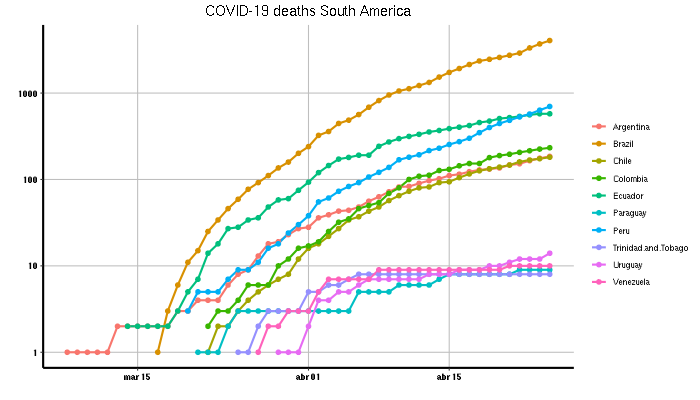 COVID-19 deaths South America
1000
100
10
1
mar 15
abr 01
abr 15
Argentina
Brazil
Chile
Colombia
Ecuador
Paraguay
Peru
Trinidad.and.Tobago
Uruguay
Venezuela